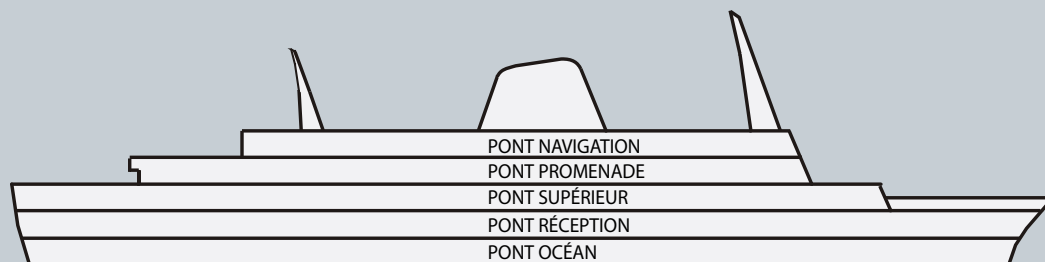 PONT NAVIGATION
PONT PROMENADE
PONT SUPÉRIEUR
PONT RÉCEPTION
PONT OCÉAN